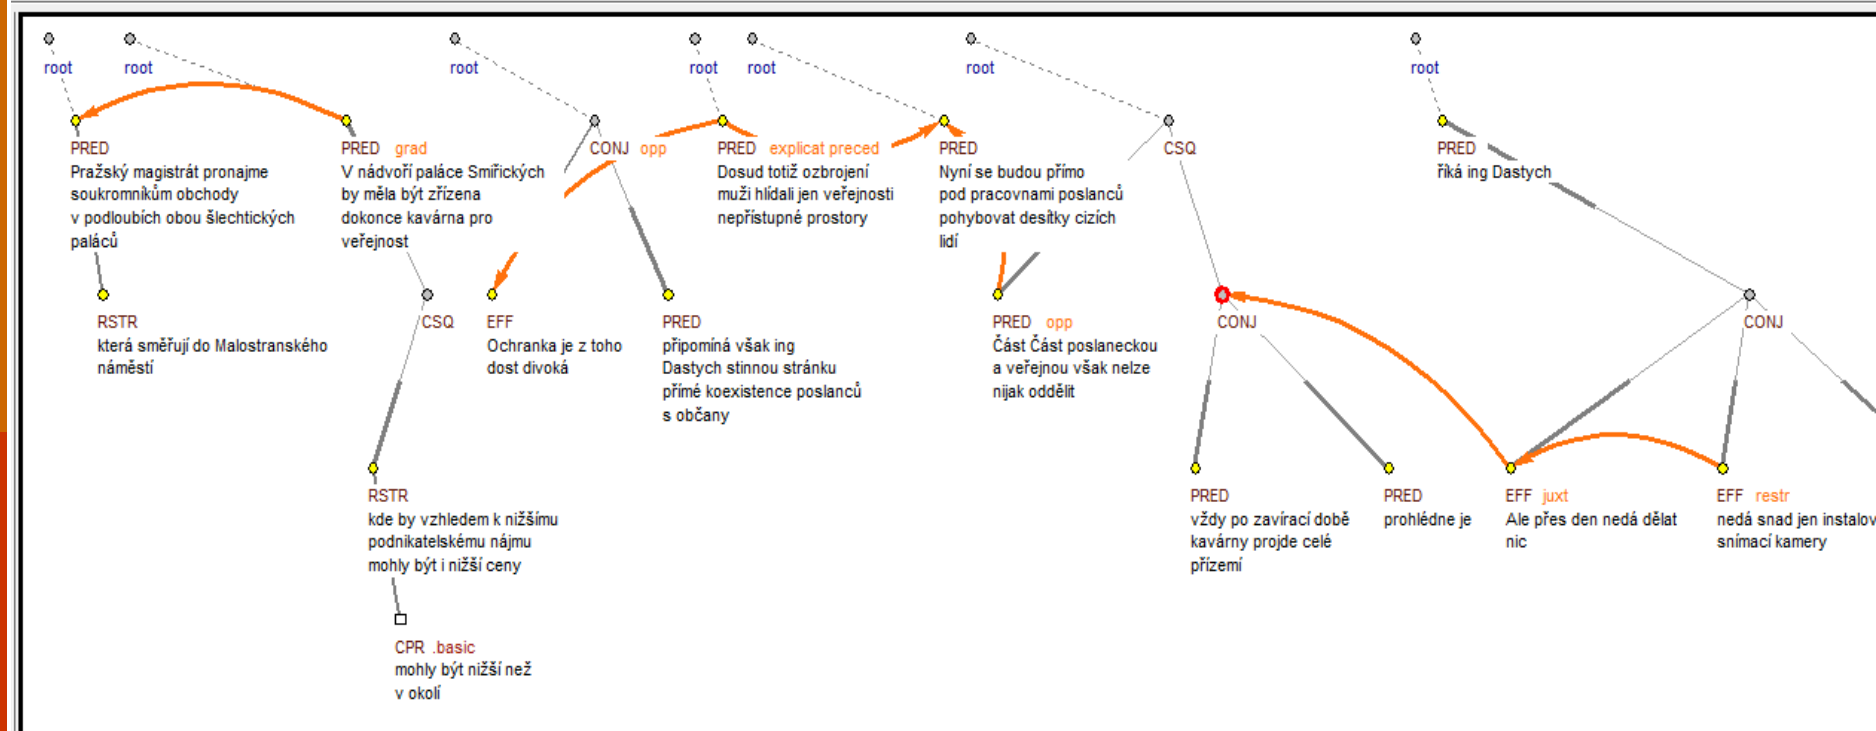 root
root
root
root
root
root
root
PRED
Pražský magistrát pronajme
soukromníkům obchody
v podloubích obou šlechtických
paláců
PRED grad
V nádvoří paláce Smiřických
by měla být zřízena
dokonce kavárna pro
veřejnost
CONJ opp
PRED explicat preced
Dosud totiž ozbrojení
muži hlídali jen veřejnosti
nepřístupné prostory
PRED
Nyní se budou přímo
pod pracovnami poslanců
pohybovat desítky cizích
lidí
CSQ
PRED
říká ing Dastych
RSTR
která směřují do Malostranského
náměstí
CSQ
EFF
Ochranka je z toho
dost divoká
PRED
připomíná však ing
Dastych stinnou stránku
přímé koexistence poslanců
s občany
PRED opp
Část Část poslaneckou
a veřejnou však nelze
nijak oddělit
CONJ
CONJ
RSTR
kde by vzhledem k nižšímu
podnikatelskému nájmu
mohly být i nižší ceny
PRED
vždy po zavírací době
kavárny projde celé
přízemí
PRED
prohlédne je
EFF juxt
Ale přes den nedá dělat
nic
EFF restr
nedá snad jen instalov
snímací kamery
CPR .basic
mohly být nižší než
v okolí